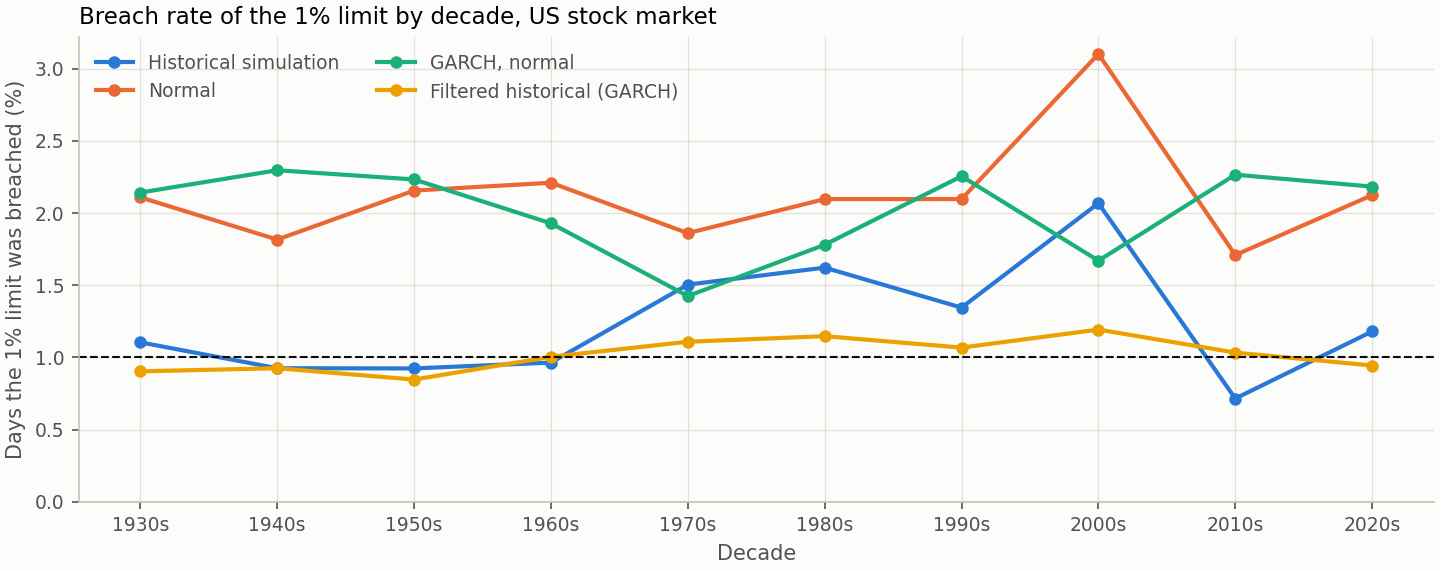 Breach rate of the 1% limit by decade, US stock market
Historical simulation
Normal
GARCH, normal
Filtered historical (GARCH)
Days the 1% limit was breached (%)
3.0
2.5
2.0
1.5
1.0
0.5
0.0
1930s 1940s 1950s 1960s 1970s 1980s 1990s 2000s 2010s 2020s
Decade